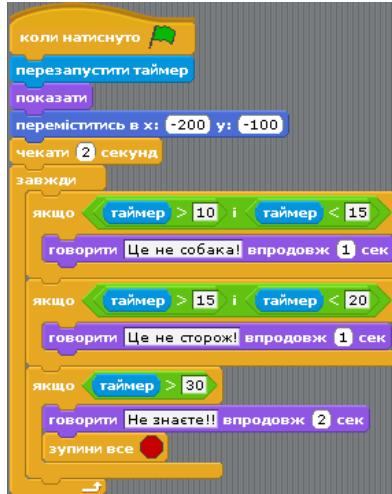 коли натиснуто
перезапустити таймер
показати
переміститись в x: -200 y: -100
чекати 2 секунд
завжди
якщо таймер > 10 і таймер < 15
говорити Це не собака! впродовж 1 сек
якщо таймер > 15 і таймер < 20
говорити Це не сторож! впродовж 1 сек
якщо таймер > 30
говорити Не знаєте!! впродовж 2 сек
зупини все